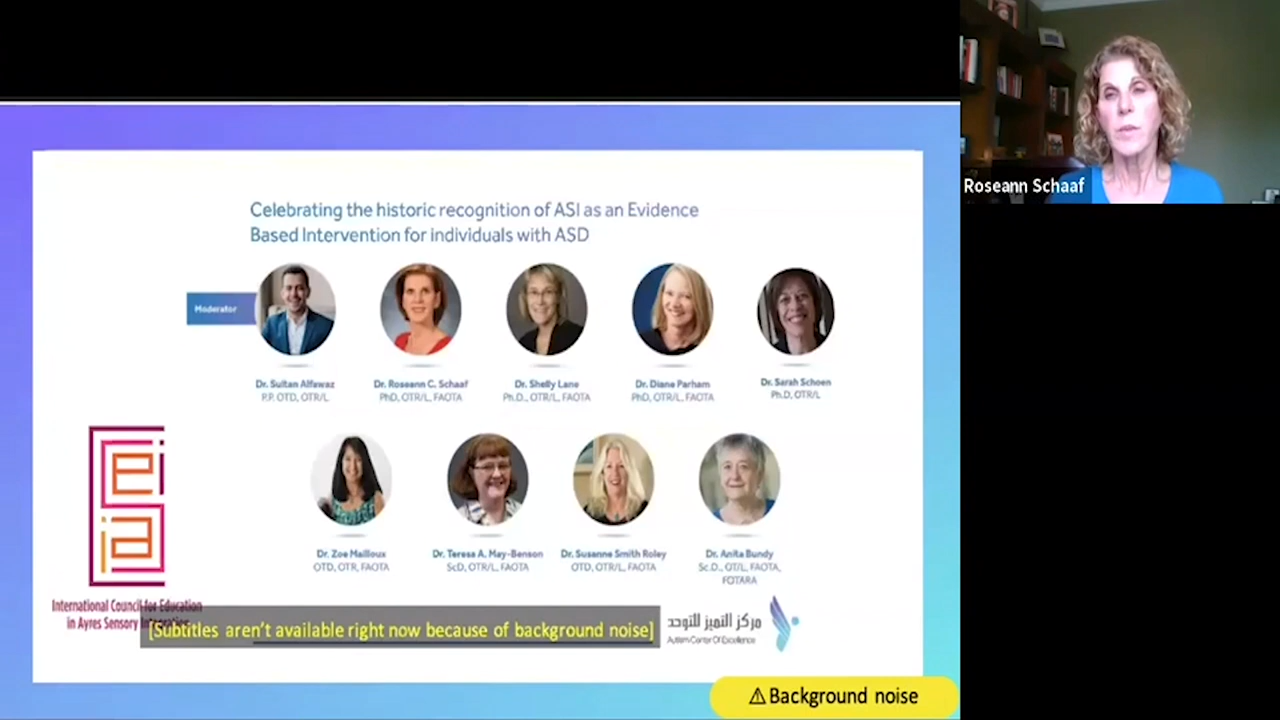 Roseann Schaaf
Celebrating the historic recognition of ASI as an Evidence
Based Intervention for individuals with ASD
Moderator
Dr. Sultan Alfawaz
P.P. OTD, OTR/L
Dr. Roseann C. Schaaf
PhD, OTR/L, FAOTA
Dr. Shelly Lane
Ph.D., OTR/L, FAOTA
Dr. Diane Parham
PhD, OTR/L, FAOTA
Dr. Sarah Schoen
Ph.D, OTR/L
Dr. Zoe Mailloux
OTD, OTR, FAOTA
Dr. Teresa A. May-Benson
ScD, OTR/L, FAOTA
Dr. Susanne Smith Roley
OTD, OTR/L, FAOTA
Dr. Anita Bundy
Sc.D., OT/L, FAOTA,
FOTARA
International Council for Education
in Ayres Sensory Integration
[Subtitles aren't available right now because of background noise]
مركز التميز للتوحد
Autism Center Of Excellence
⚠ Background noise